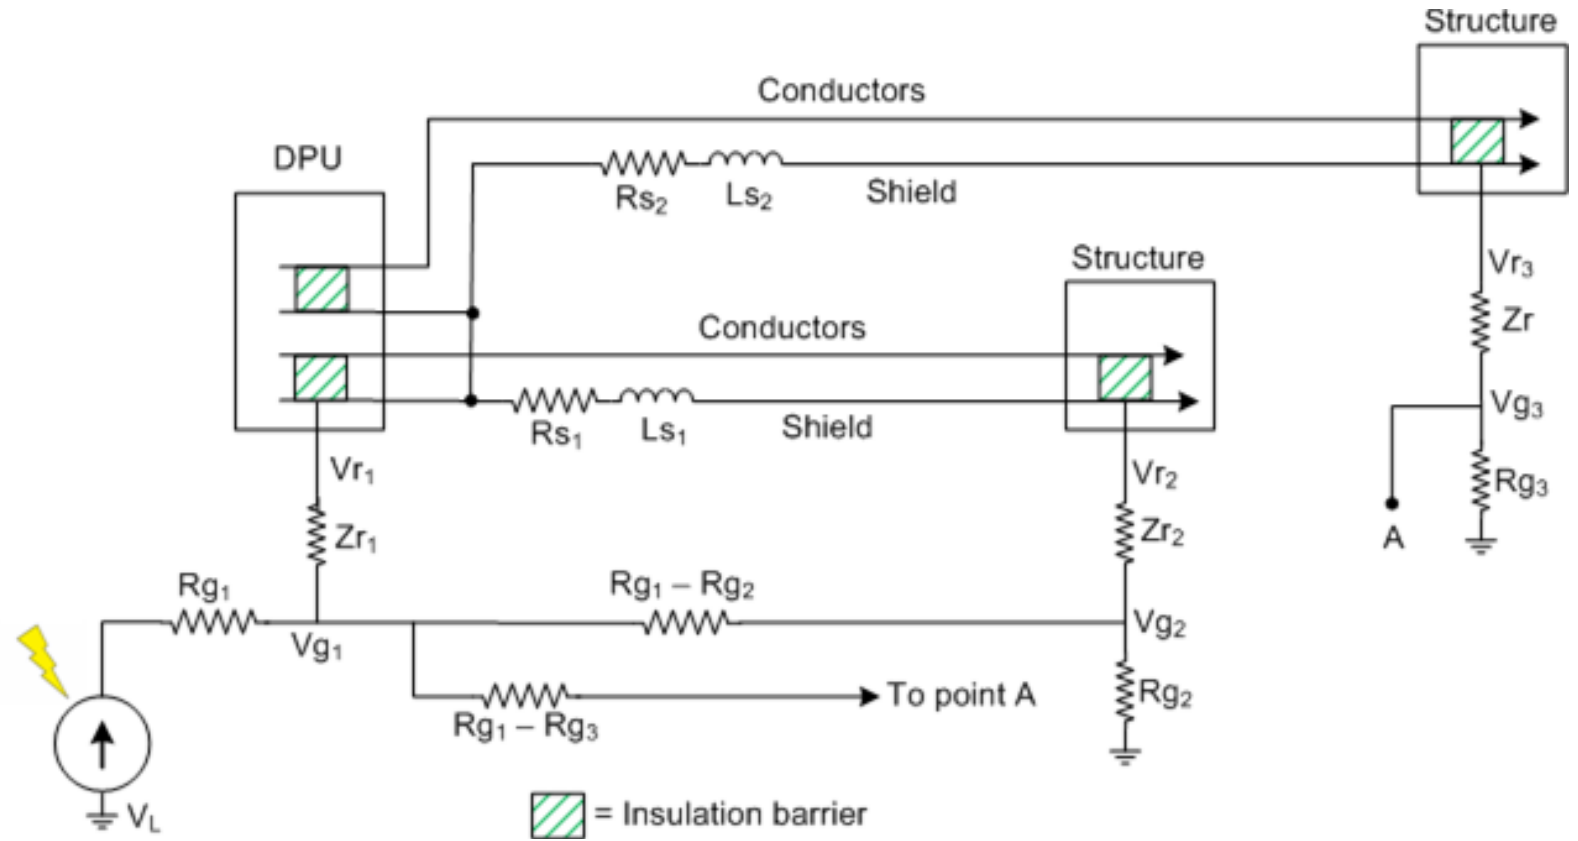 Structure
Conductors
DPU
Rs₂
Ls₂
Shield
Structure
Vr₃
Zr
Conductors
Vg₃
Rs₁
Ls₁
Shield
Vr₁
Vr₂
Rg₃
Zr₁
Zr₂
A
Rg₁
Rg₁ – Rg₂
Vg₁
Vg₂
To point A
Rg₂
Rg₁ – Rg₃
V_L
= Insulation barrier